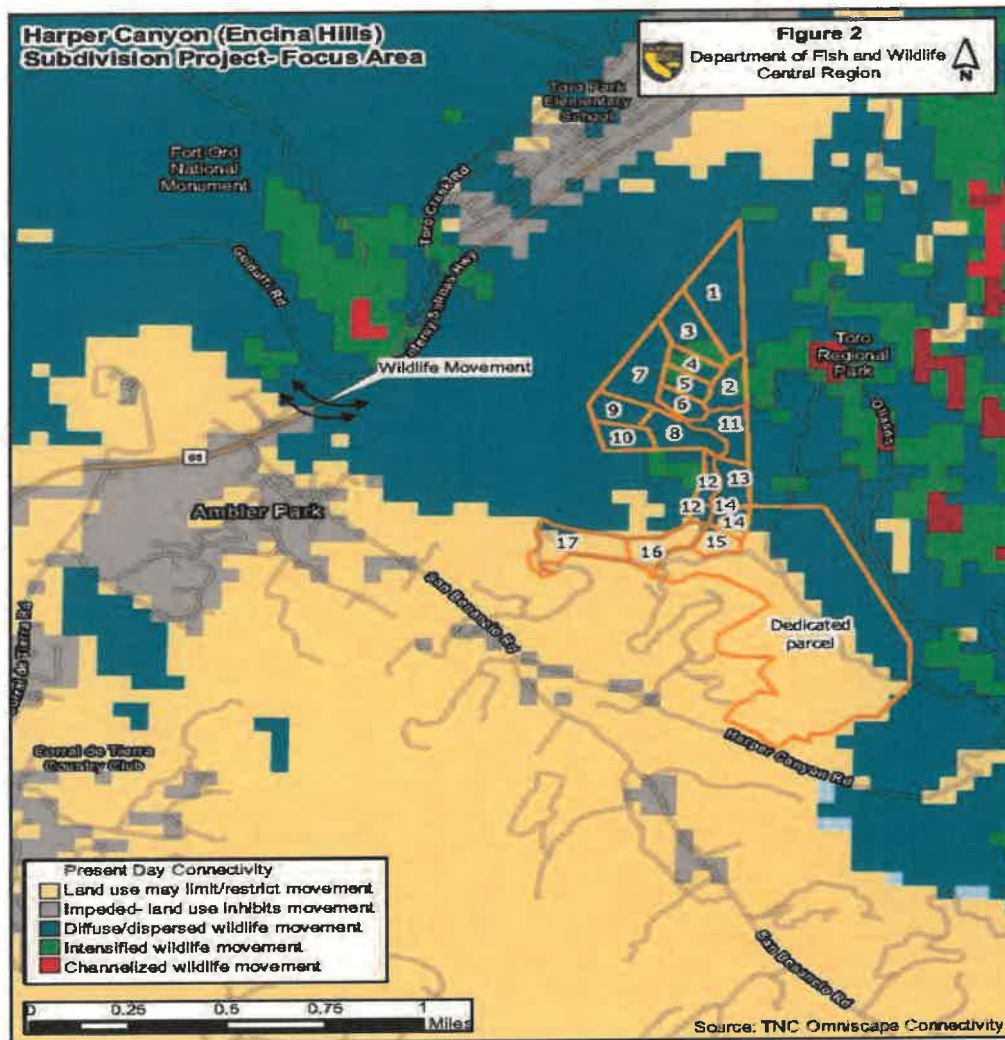 Harper Canyon (Encina Hills)
Subdivision Project- Focus Area
Figure 2
Department of Fish and Wildlife
Central Region
N
Toro Park
Elementary
School
Fort Ord
National
Monument
Toro Creek Rd
Monterey Salinas Hwy
Wildlife Movement
1
3
4
2
7
5
6
9
8
11
10
12
13
12
14
14
15
16
17
Toro
Regional
Park
68
Ambler Park
San Benancio Rd
Dedicated
parcel
Corral de Tierra Rd
Corral de Tierra
Country Club
Harper Canyon Rd
San Benancio Rd
Present Day Connectivity
Land use may limit/restrict movement
Impeded- land use inhibits movement
Diffuse/dispersed wildlife movement
Intensified wildlife movement
Channelized wildlife movement
0 0.25 0.5 0.75 1
Miles
Source: TNC Omniscape Connectivity